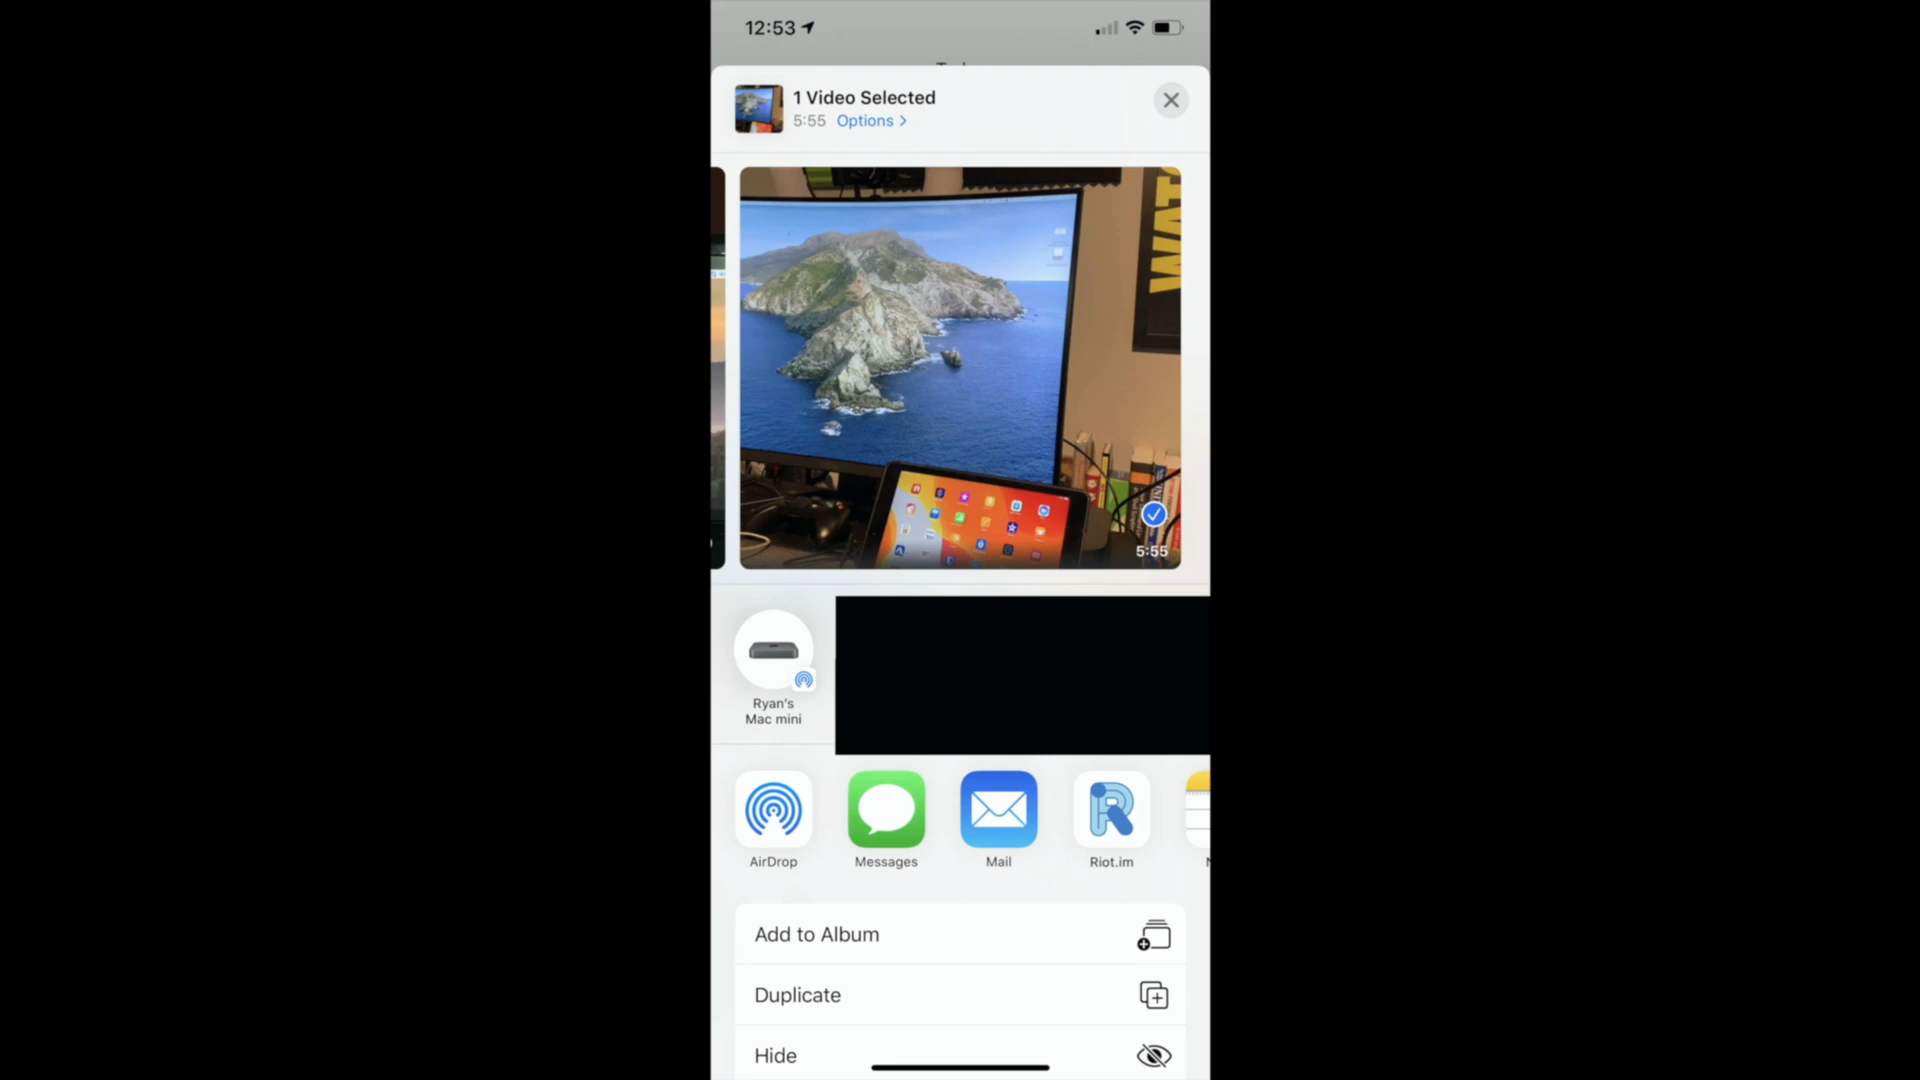 12:53
1 Video Selected
5:55 Options >
5:55
Ryan's
Mac mini
AirDrop
Messages
Mail
Riot.im
Add to Album
Duplicate
Hide